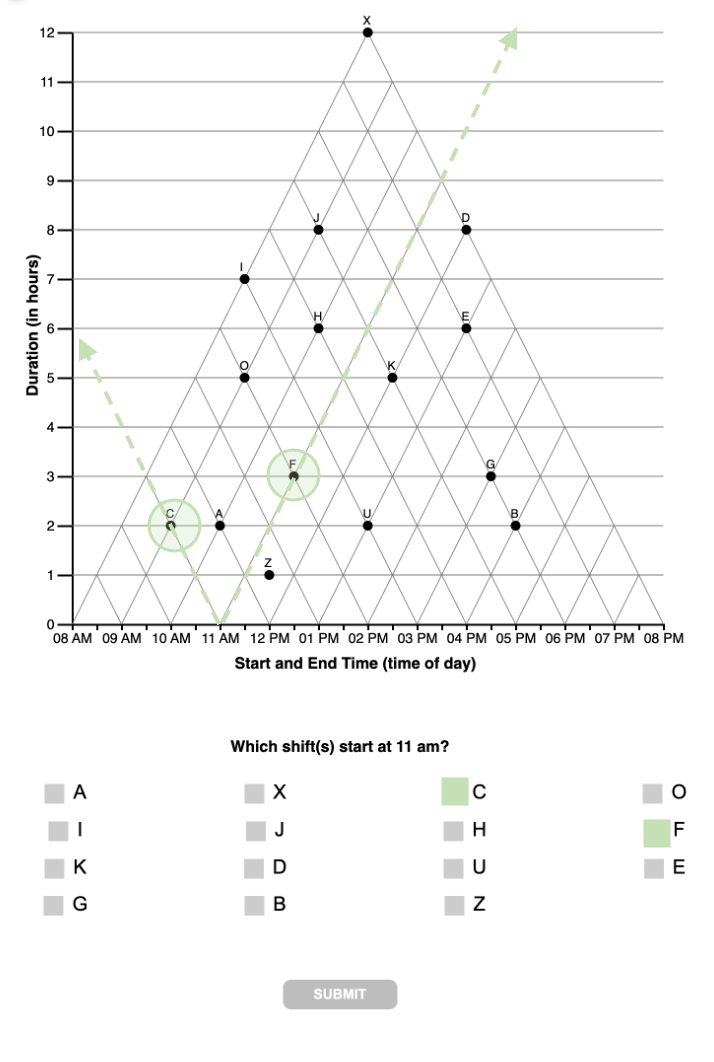 X
12
11
10
9
J
D
8
I
7
H
E
6
O
K
5
4
F
G
3
C
A
U
B
2
Z
1
0
Duration (in hours)
08 AM 09 AM 10 AM 11 AM 12 PM 01 PM 02 PM 03 PM 04 PM 05 PM 06 PM 07 PM 08 PM
Start and End Time (time of day)
Which shift(s) start at 11 am?
A X C O
I J H F
K D U E
G B Z
SUBMIT